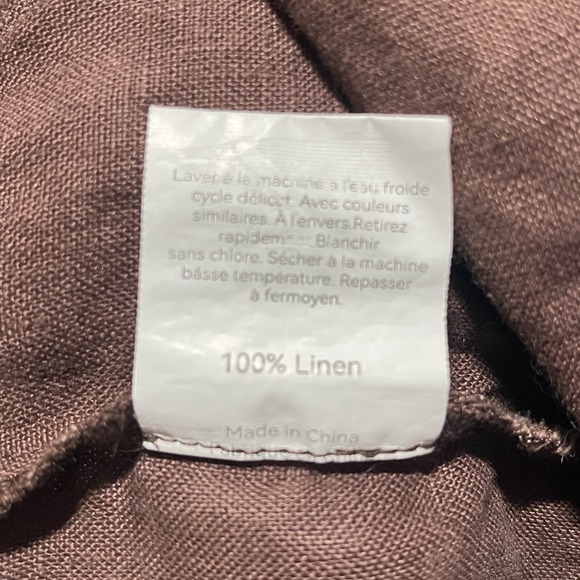 Laver à la machine à l'eau froide
cycle délicat. Avec couleurs
similaires. À l'envers.Retirez
Blanchir
sans chlore. Sécher à la machine
bâsse température. Repasser
à fermoyen.
100% Linen
Made in China